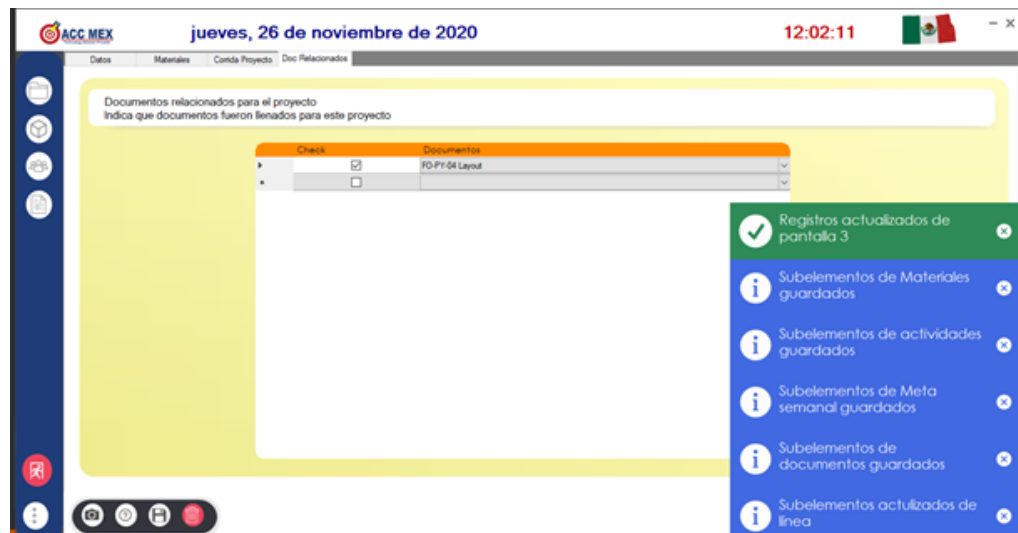 ACC MEX
jueves, 26 de noviembre de 2020
12:02:11
Datos
Materiales
Corrida Proyecto
Doc Relacionados
Documentos relacionados para el proyecto
Indica que documentos fueron llenados para este proyecto
Check
Documentos
FO-PY-04 Layout
Registros actualizados de
pantalla 3
Subelementos de Materiales
guardados
Subelementos de actividades
guardados
Subelementos de Meta
semanal guardados
Subelementos de
documentos guardados
Subelementos actulizados de
línea